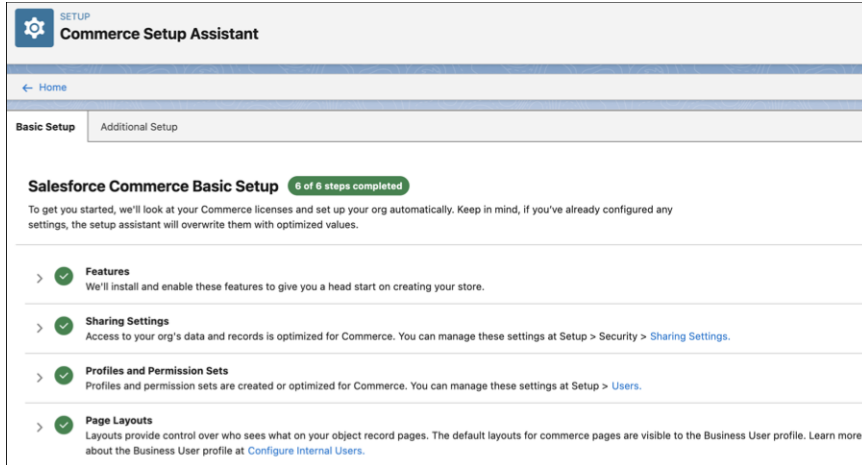 SETUP
Commerce Setup Assistant
← Home
Basic Setup
Additional Setup
Salesforce Commerce Basic Setup 6 of 6 steps completed
To get you started, we'll look at your Commerce licenses and set up your org automatically. Keep in mind, if you've already configured any
settings, the setup assistant will overwrite them with optimized values.
Features
We'll install and enable these features to give you a head start on creating your store.
Sharing Settings
Access to your org's data and records is optimized for Commerce. You can manage these settings at Setup > Security > Sharing Settings.
Profiles and Permission Sets
Profiles and permission sets are created or optimized for Commerce. You can manage these settings at Setup > Users.
Page Layouts
Layouts provide control over who sees what on your object record pages. The default layouts for commerce pages are visible to the Business User profile. Learn more
about the Business User profile at Configure Internal Users.